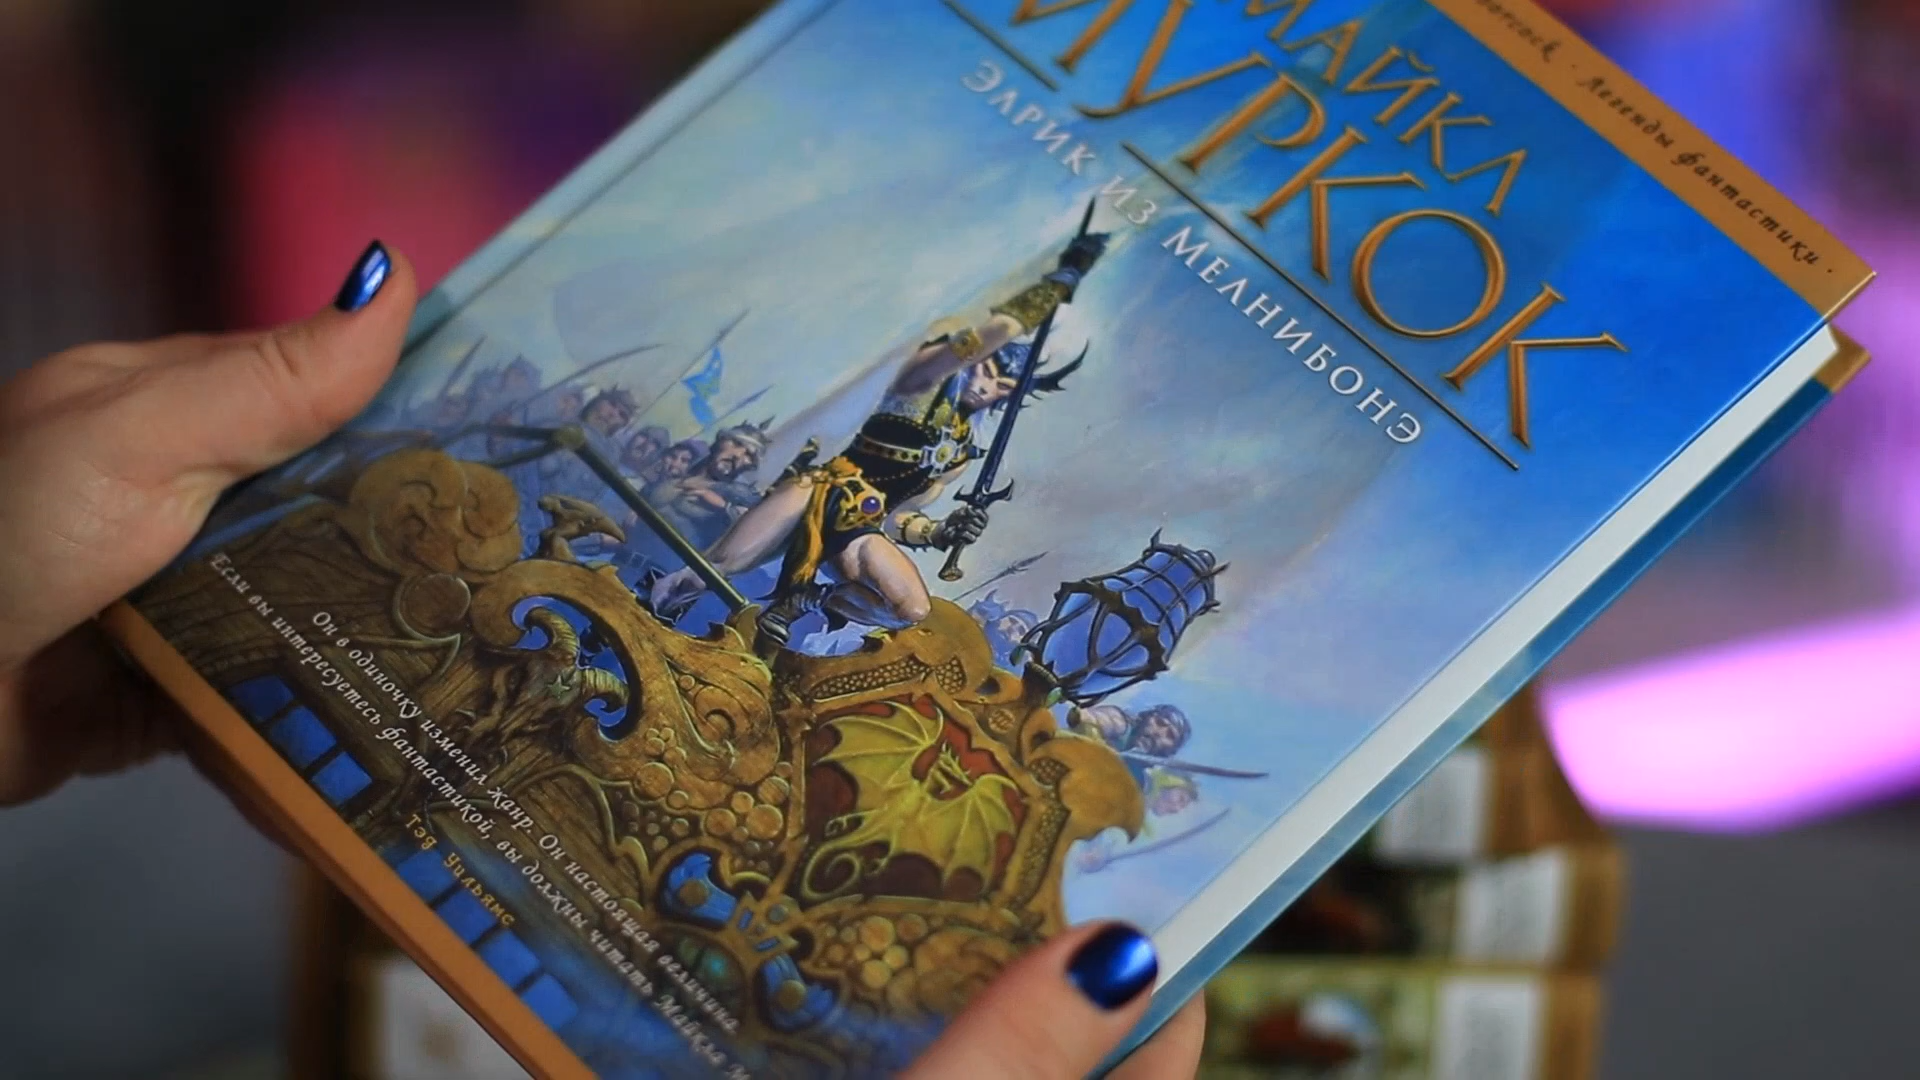 · Легенды фантастики ·
МАЙКЛ
МУРКОК
ЭЛРИК ИЗ МЕЛНИБОНЭ
Он в одиночку изменил жанр. Он настоящая величина.
Если вы интересуетесь фантастикой, вы должны читать Майкла
Тэд Уильямс